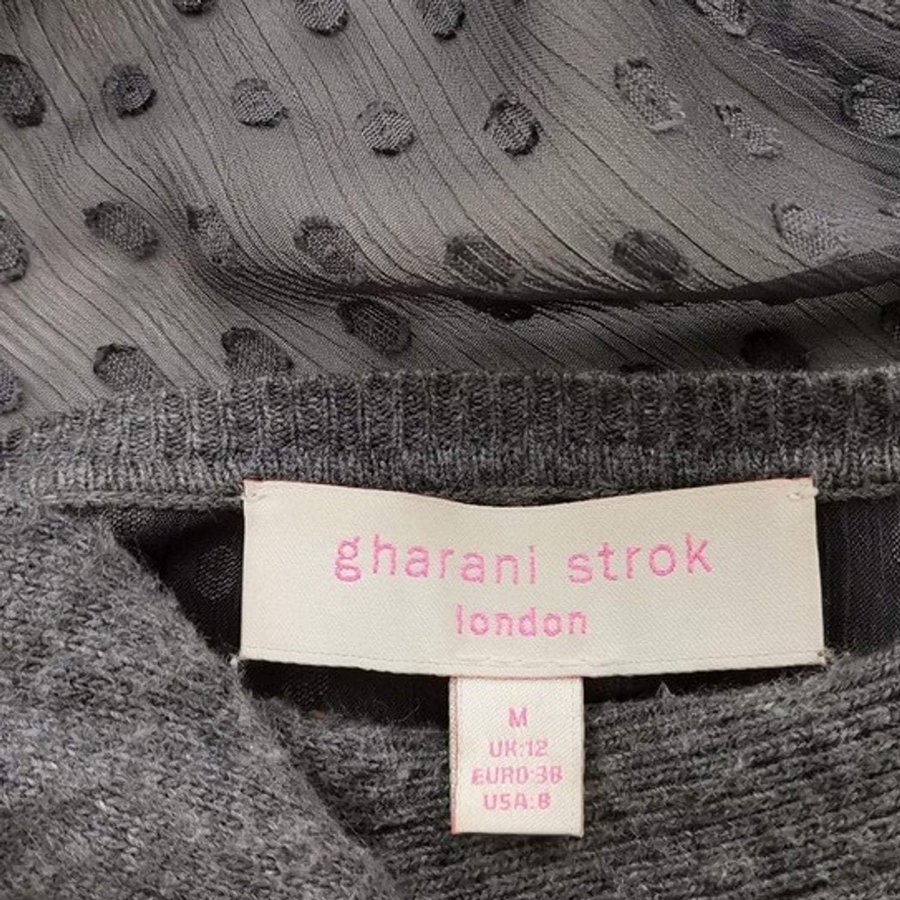 gharani strok
london
M
UK:12
EURO:38
USA:8